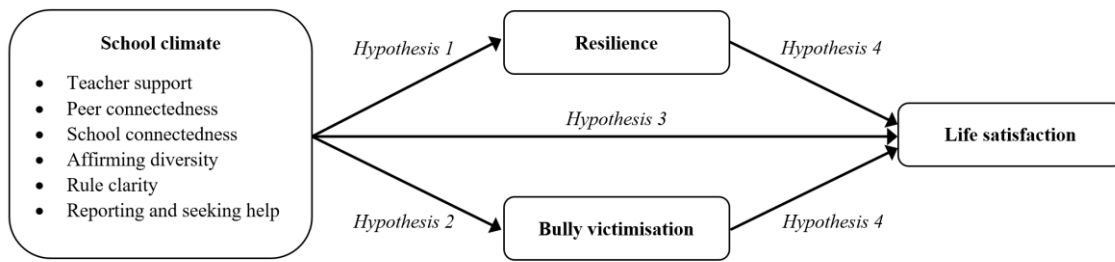 School climate
• Teacher support
• Peer connectedness
• School connectedness
• Affirming diversity
• Rule clarity
• Reporting and seeking help
Hypothesis 1
Resilience
Hypothesis 4
Hypothesis 3
Life satisfaction
Hypothesis 2
Bully victimisation
Hypothesis 4